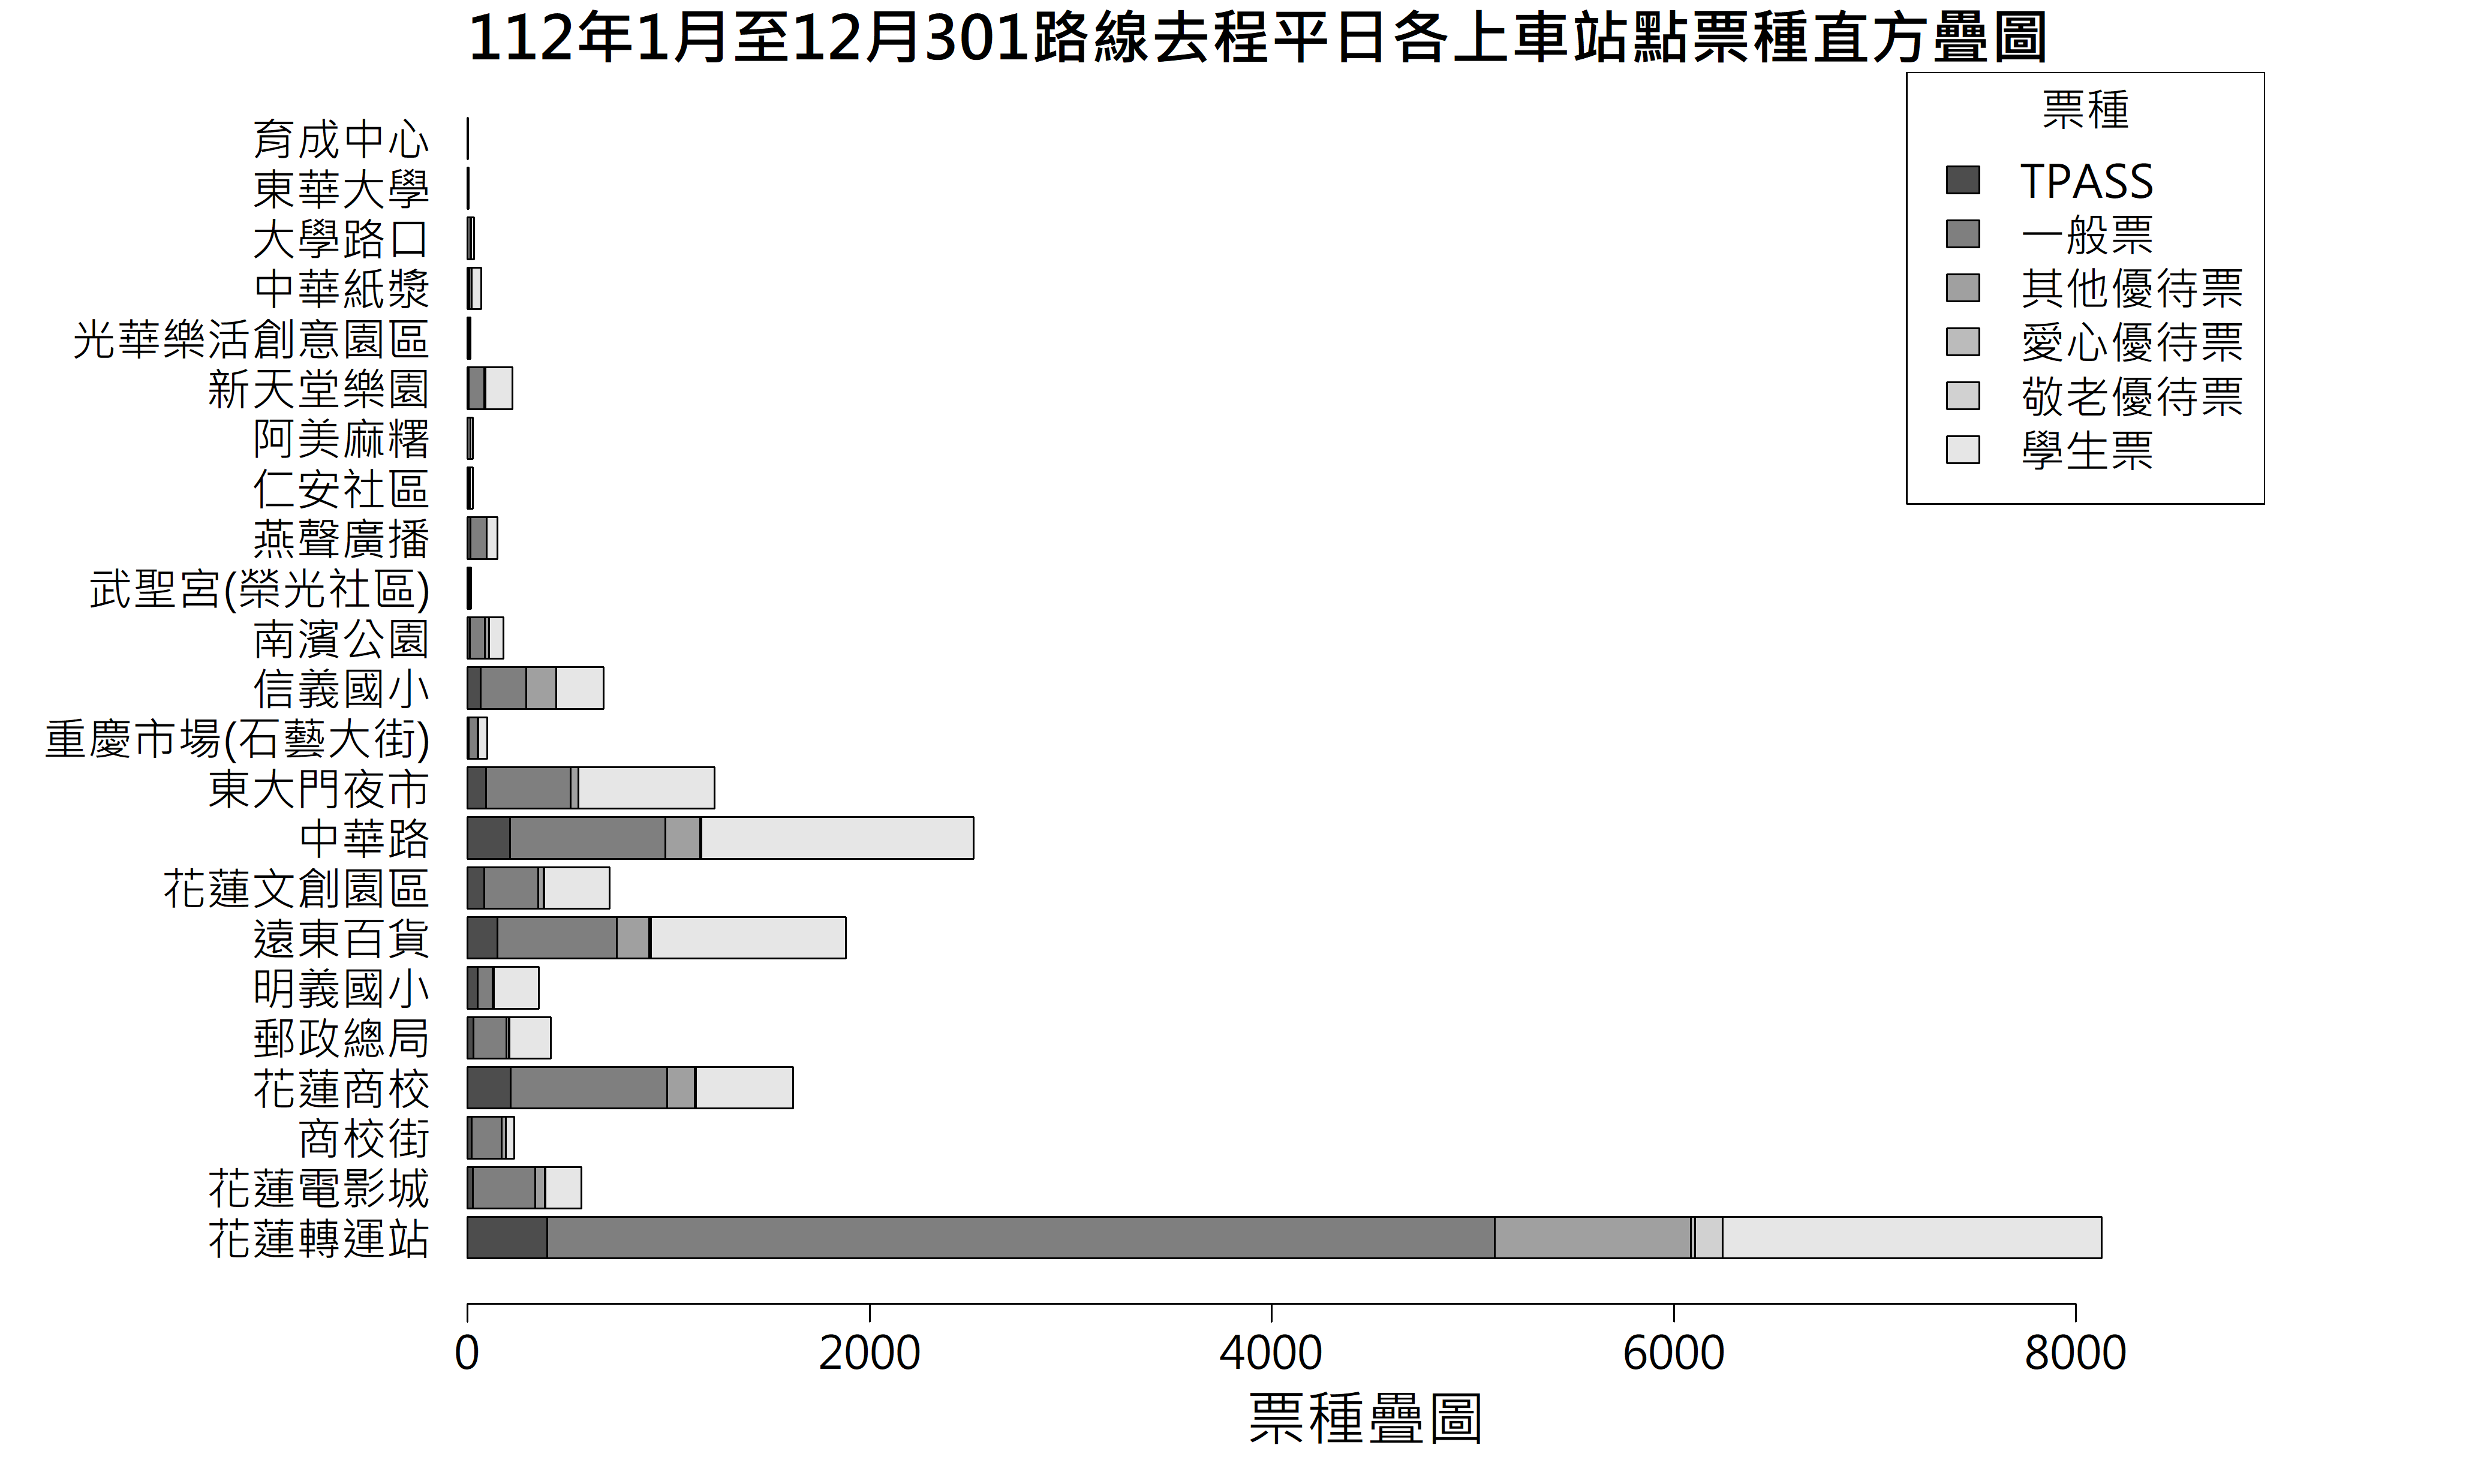 112年1月至12月301路線去程平日各上車站點票種直方疊圖
票種
TPASS
一般票
其他優待票
愛心優待票
敬老優待票
學生票
育成中心
東華大學
大學路口
中華紙漿
光華樂活創意園區
新天堂樂園
阿美麻糬
仁安社區
燕聲廣播
武聖宮(榮光社區)
南濱公園
信義國小
重慶市場(石藝大街)
東大門夜市
中華路
花蓮文創園區
遠東百貨
明義國小
郵政總局
花蓮商校
商校街
花蓮電影城
花蓮轉運站
0 2000 4000 6000 8000
票種疊圖